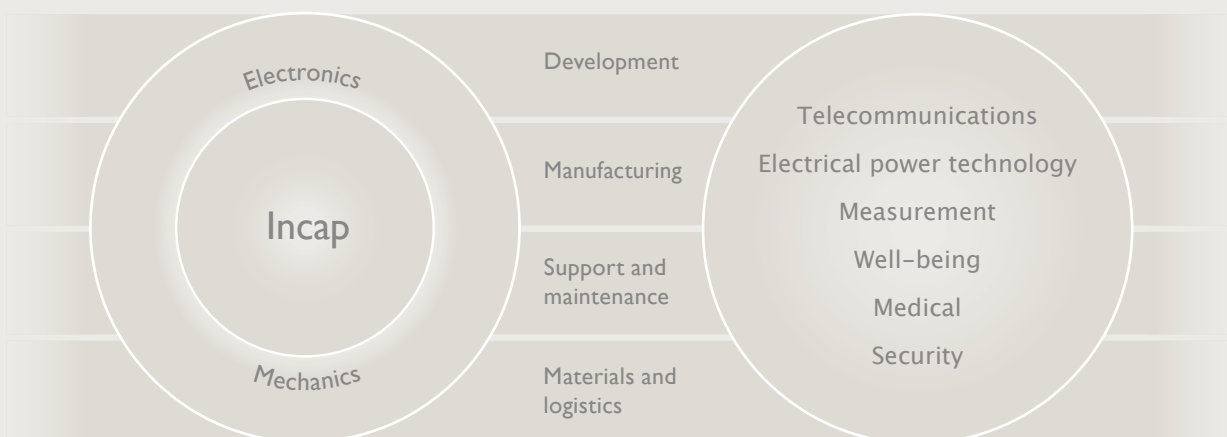 Electronics
Incap
Mechanics
Development
Manufacturing
Support and
maintenance
Materials and
logistics
Telecommunications
Electrical power technology
Measurement
Well-being
Medical
Security